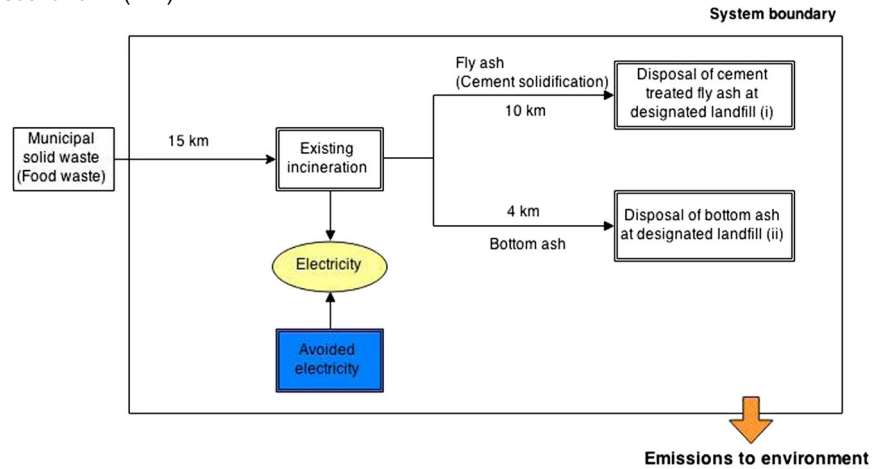 System boundary
Fly ash
(Cement solidification)
10 km
Disposal of cement
treated fly ash at
designated landfill (i)
Municipal
solid waste
(Food waste)
15 km
Existing
incineration
4 km
Bottom ash
Disposal of bottom ash
at designated landfill (ii)
Electricity
Avoided
electricity
Emissions to environment